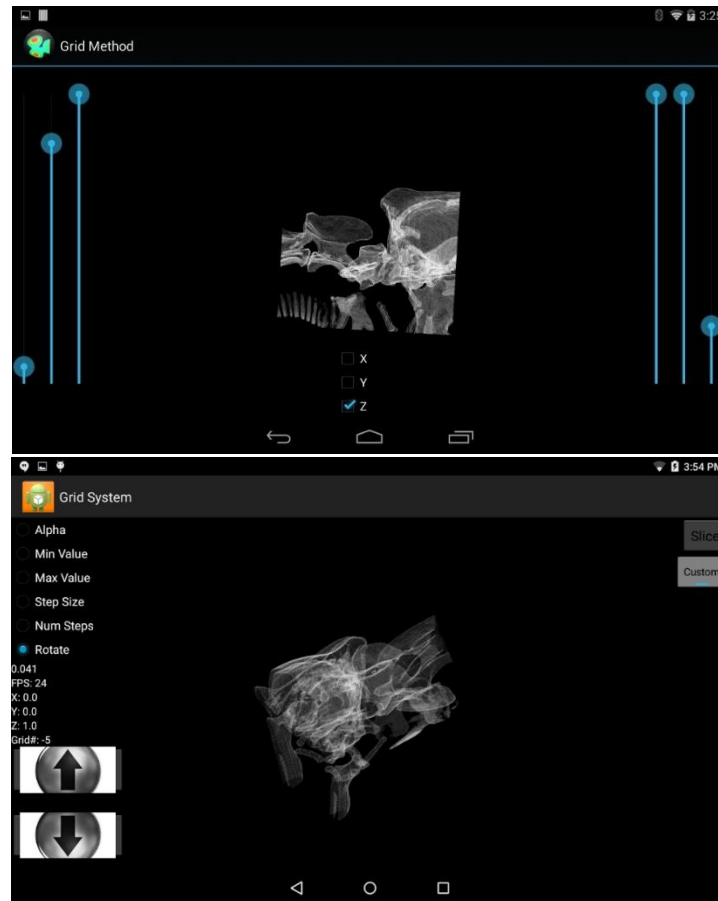 3:25
Grid Method
X
Y
Z
3:54 PM
Grid System
Alpha
Slice
Min Value
Custom
Max Value
Step Size
Num Steps
Rotate
0.041
FPS: 24
X: 0.0
Y: 0.0
Z: 1.0
Grid#: -5